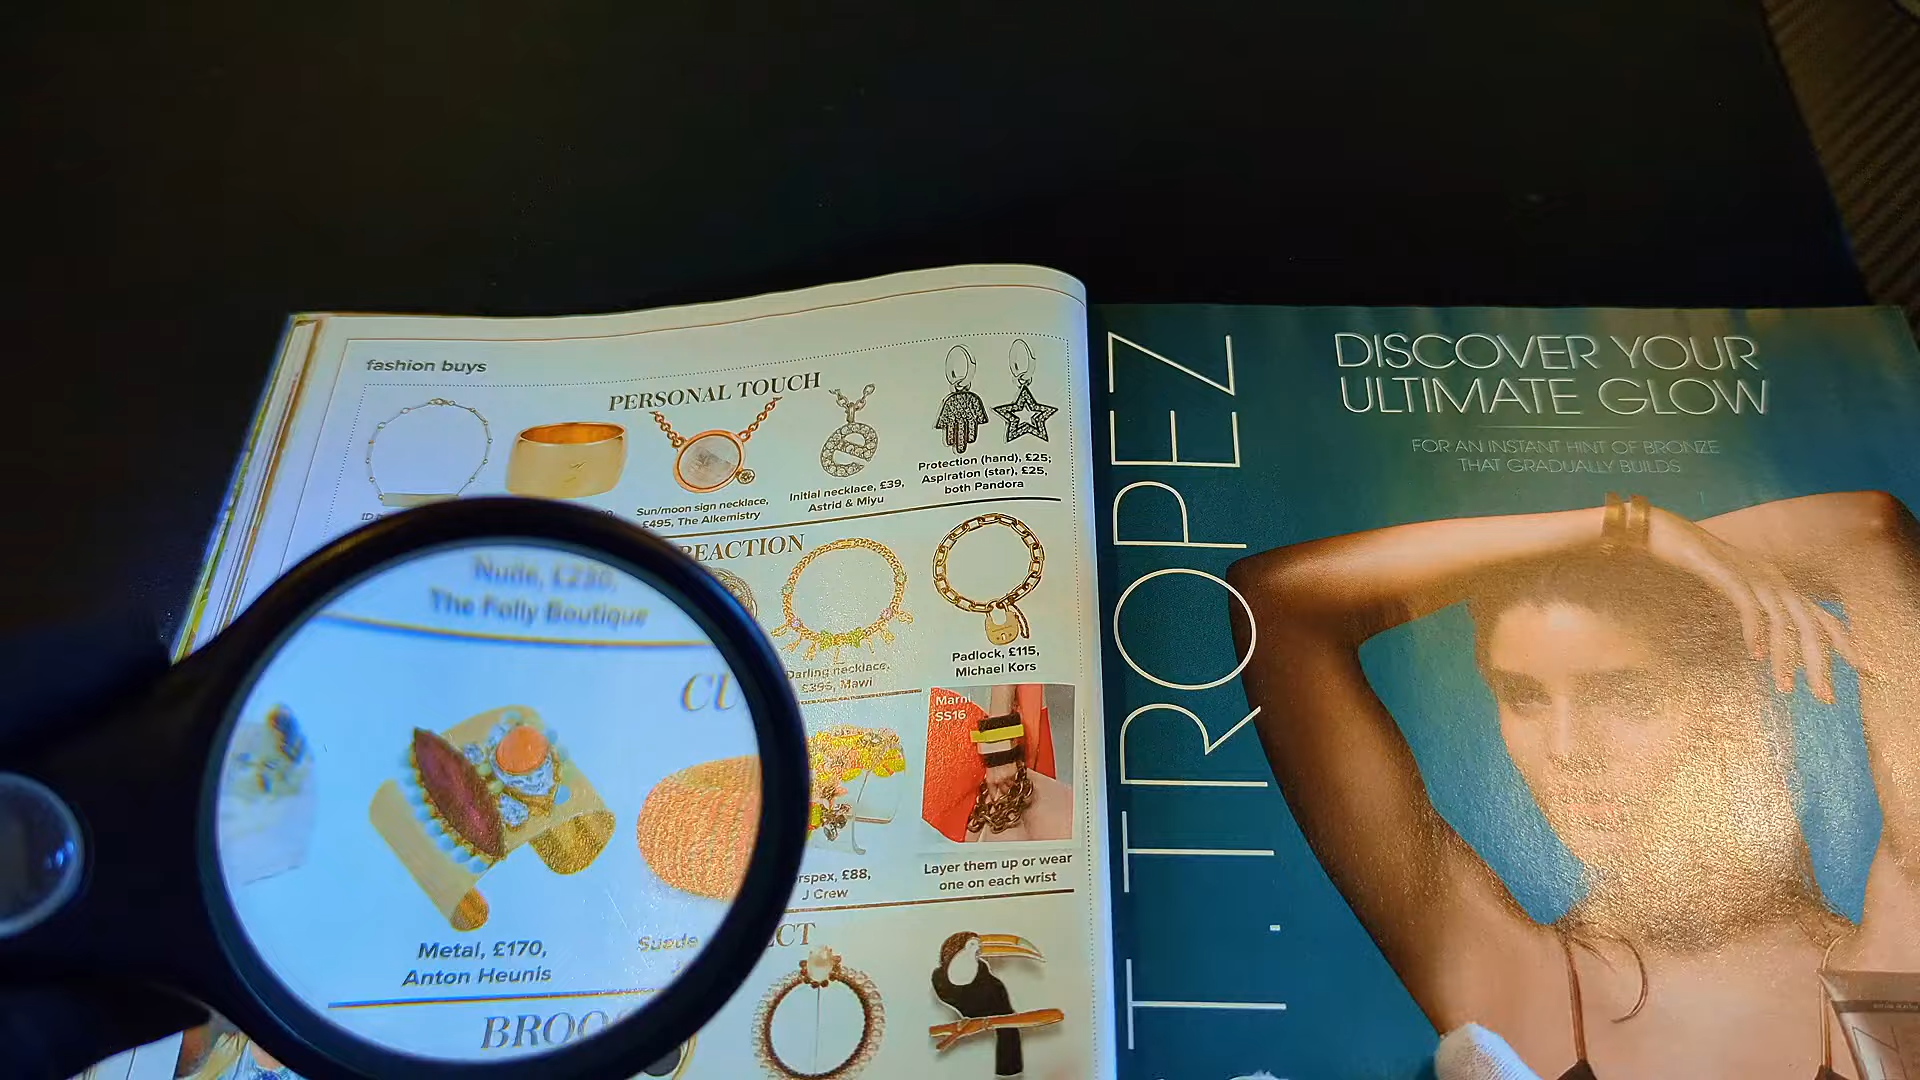 fashion buys
PERSONAL TOUCH
Sun/moon sign necklace,
£495, The Alkemistry
Initial necklace, £39,
Astrid & Miyu
Protection (hand), £25;
Aspiration (star), £25,
both Pandora
REACTION
Darling necklace,
£395, Mawi
Padlock, £115,
Michael Kors
Nude, £230,
The Folly Boutique
CU
Marni
SS16
Metal, £170,
Anton Heunis
Suede
rspex, £88,
J Crew
Layer them up or wear
one on each wrist
BROO
ECT
ST.TROPEZ
DISCOVER YOUR
ULTIMATE GLOW
FOR AN INSTANT HINT OF BRONZE
THAT GRADUALLY BUILDS